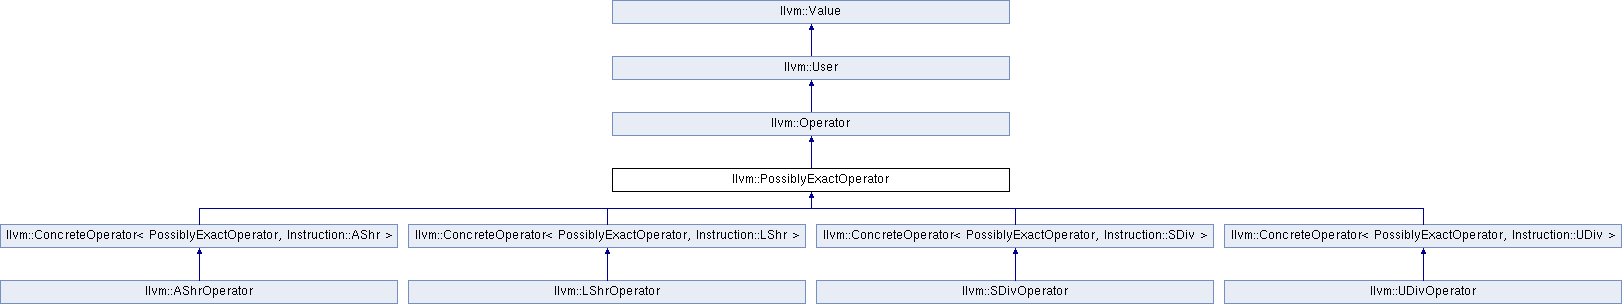 llvm::Value
llvm::User
llvm::Operator
llvm::PossiblyExactOperator
llvm::ConcreteOperator< PossiblyExactOperator, Instruction::AShr >
llvm::ConcreteOperator< PossiblyExactOperator, Instruction::LShr >
llvm::ConcreteOperator< PossiblyExactOperator, Instruction::SDiv >
llvm::ConcreteOperator< PossiblyExactOperator, Instruction::UDiv >
llvm::AShrOperator
llvm::LShrOperator
llvm::SDivOperator
llvm::UDivOperator